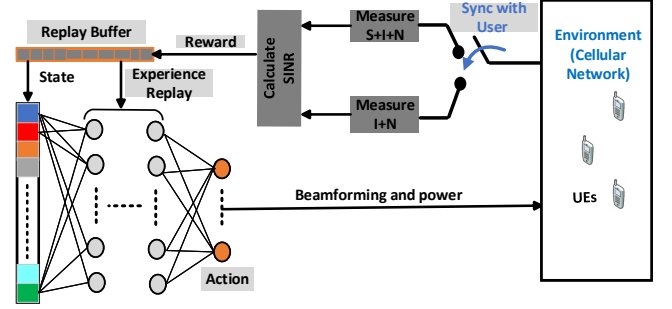 Replay Buffer
Reward
State
Experience
Replay
Calculate
SINR
Measure
S+I+N
Measure
I+N
Sync with
User
Environment
(Cellular
Network)
UEs
Beamforming and power
Action